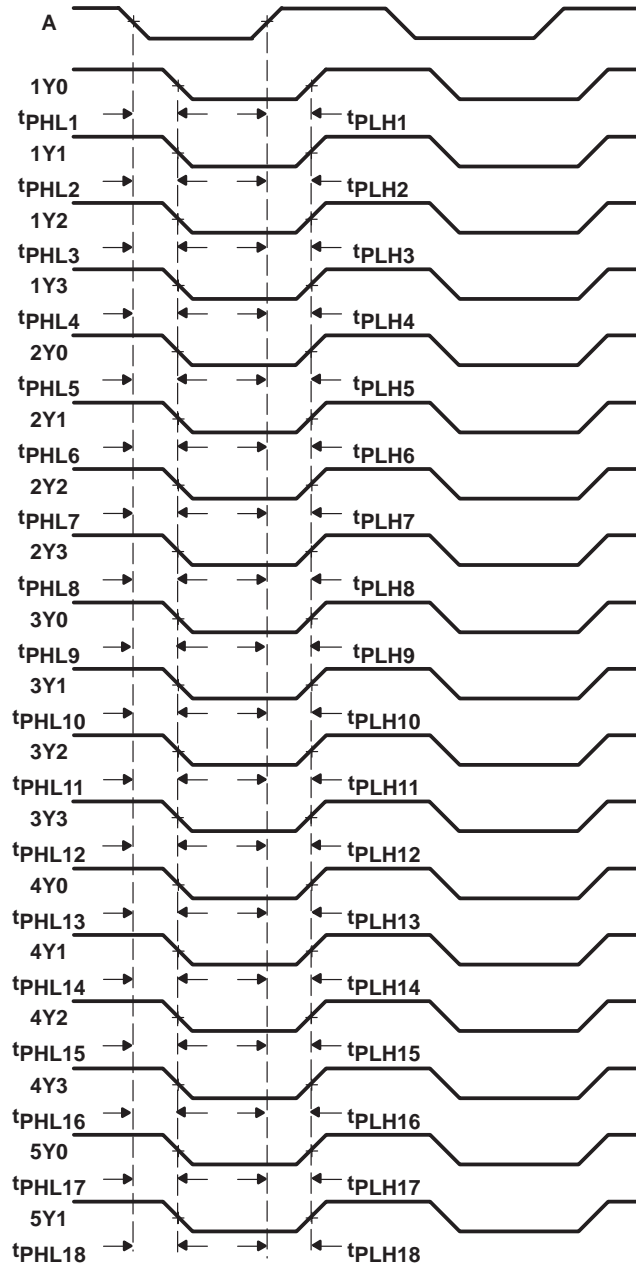 A
1Y0
tPHL1 tPLH1
1Y1
tPHL2 tPLH2
1Y2
tPHL3 tPLH3
1Y3
tPHL4 tPLH4
2Y0
tPHL5 tPLH5
2Y1
tPHL6 tPLH6
2Y2
tPHL7 tPLH7
2Y3
tPHL8 tPLH8
3Y0
tPHL9 tPLH9
3Y1
tPHL10 tPLH10
3Y2
tPHL11 tPLH11
3Y3
tPHL12 tPLH12
4Y0
tPHL13 tPLH13
4Y1
tPHL14 tPLH14
4Y2
tPHL15 tPLH15
4Y3
tPHL16 tPLH16
5Y0
tPHL17 tPLH17
5Y1
tPHL18 tPLH18